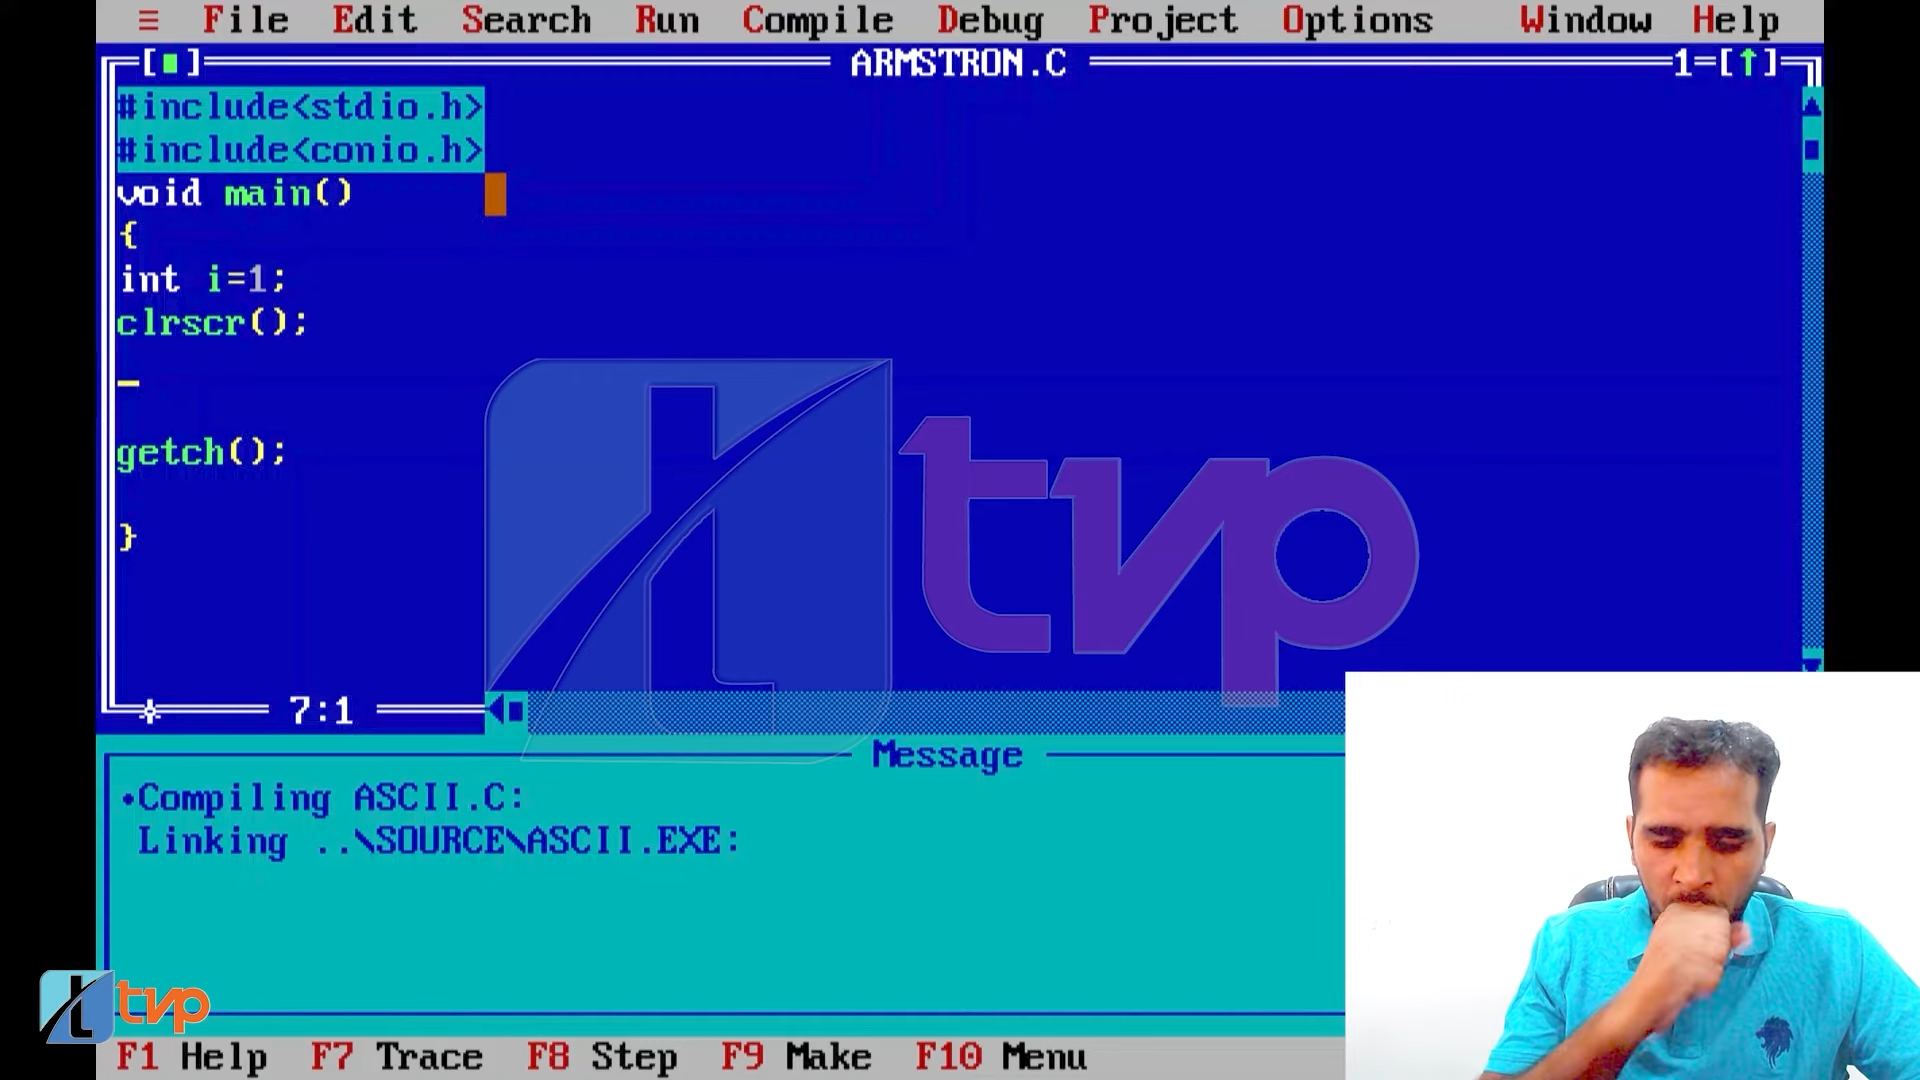 ≡ File Edit Search Run Compile Debug Project Options Window Help
[■] ARMSTRON.C 1=[↑]
#include<stdio.h>
#include<conio.h>
void main()
{
int i=1;
clrscr();
getch();
}
tvp
7:1
Message
•Compiling ASCII.C:
Linking ..\SOURCE\ASCII.EXE:
tvp
F1 Help F7 Trace F8 Step F9 Make F10 Menu